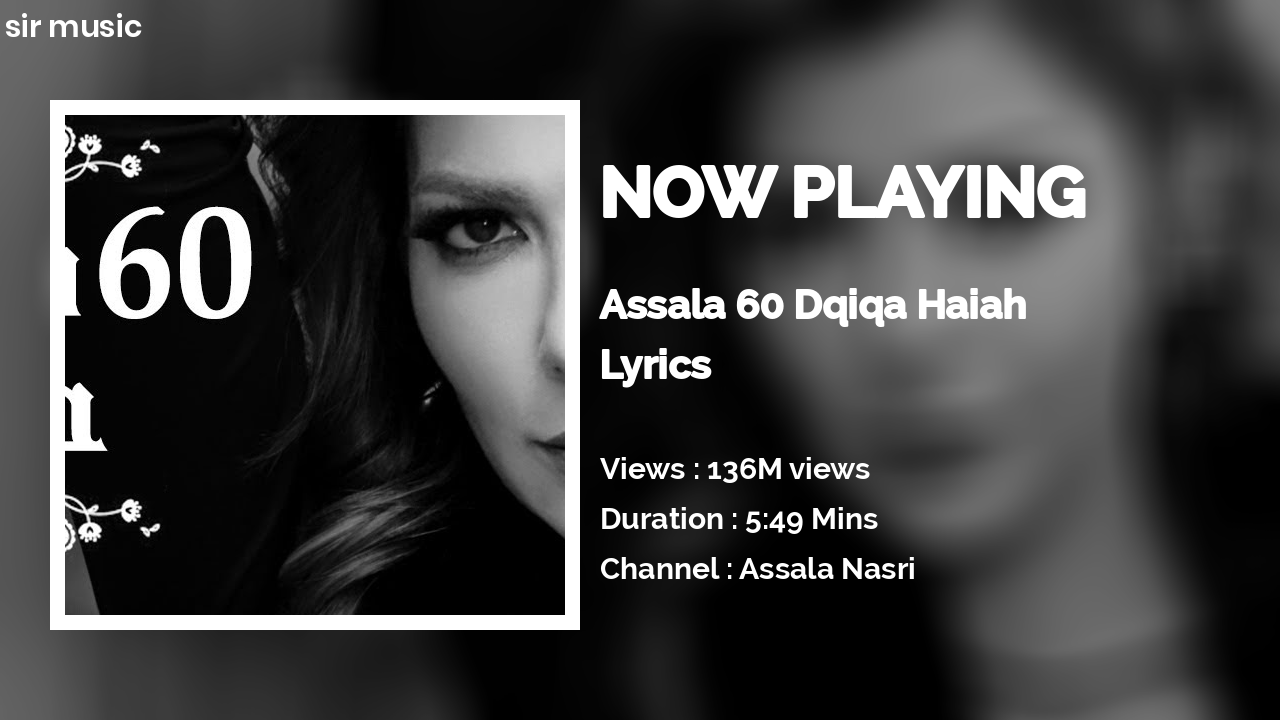 sir music
60
NOW PLAYING
Assala 60 Dqiqa Haiah
Lyrics
Views : 136M views
Duration : 5:49 Mins
Channel : Assala Nasri